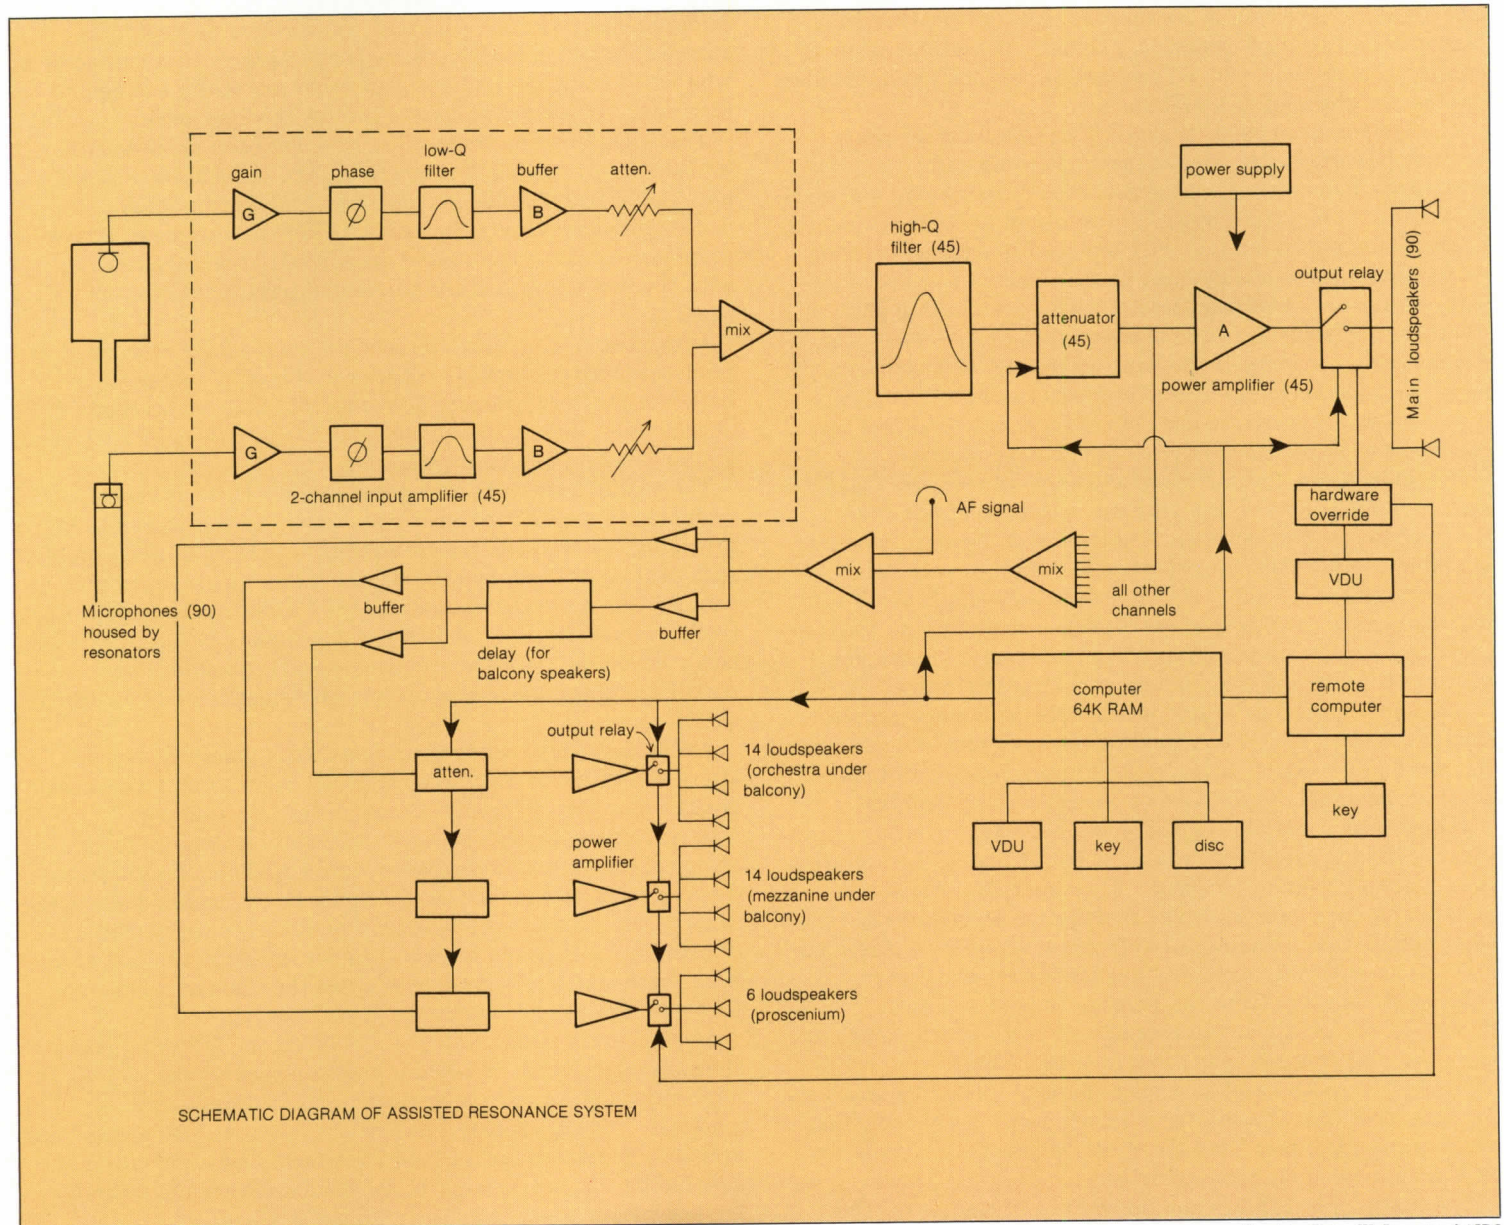 gain
phase
low-Q
filter
buffer
atten.
G
ϕ
B
mix
G
ϕ
B
2-channel input amplifier (45)
Microphones (90)
housed by
resonators
high-Q
filter (45)
attenuator
(45)
power supply
A
power amplifier (45)
output relay
Main loudspeakers (90)
hardware
override
VDU
remote
computer
key
AF signal
mix
mix
all other
channels
buffer
buffer
delay (for
balcony speakers)
computer
64K RAM
VDU
key
disc
output relay
atten.
14 loudspeakers
(orchestra under
balcony)
power
amplifier
14 loudspeakers
(mezzanine under
balcony)
6 loudspeakers
(proscenium)
SCHEMATIC DIAGRAM OF ASSISTED RESONANCE SYSTEM